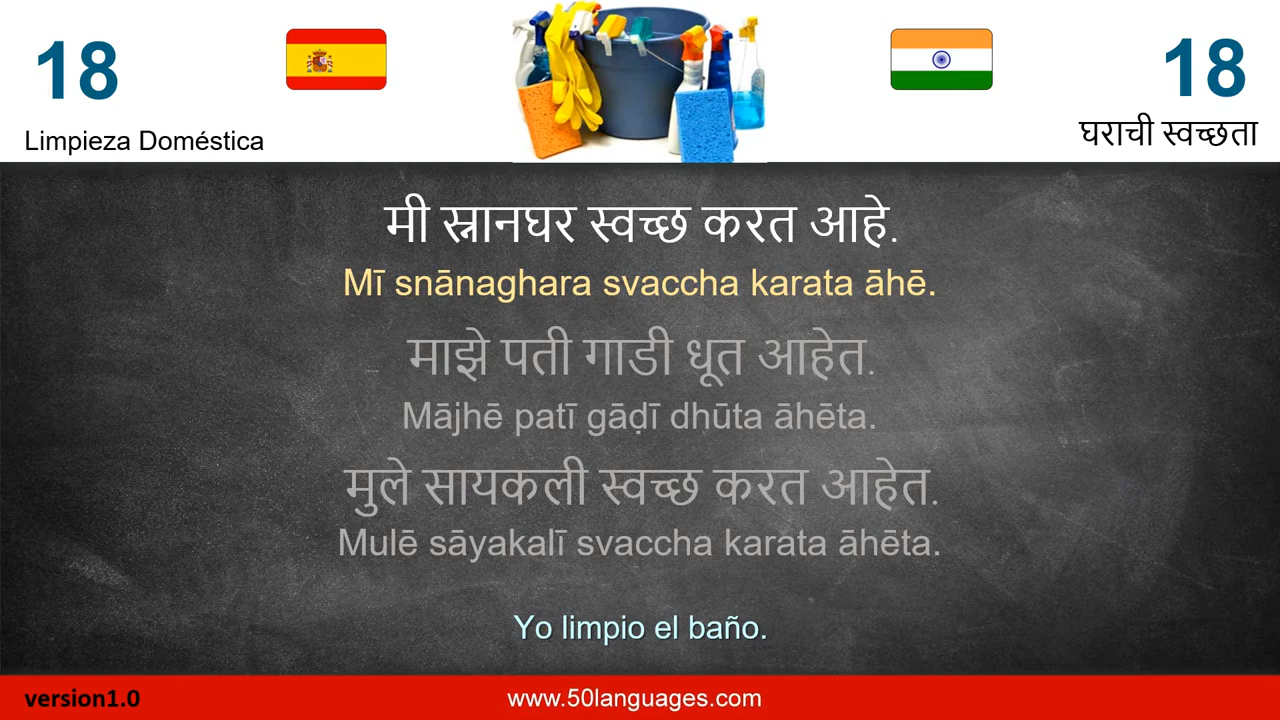 18
Limpieza Doméstica
18
घराची स्वच्छता
मी स्नानघर स्वच्छ करत आहे.
Mī snānaghara svaccha karata āhē.
माझे पती गाडी धूत आहेत.
Mājhē patī gāḍī dhūta āhēta.
मुले सायकली स्वच्छ करत आहेत.
Mulē sāyakalī svaccha karata āhēta.
Yo limpio el baño.
version1.0
www.50languages.com